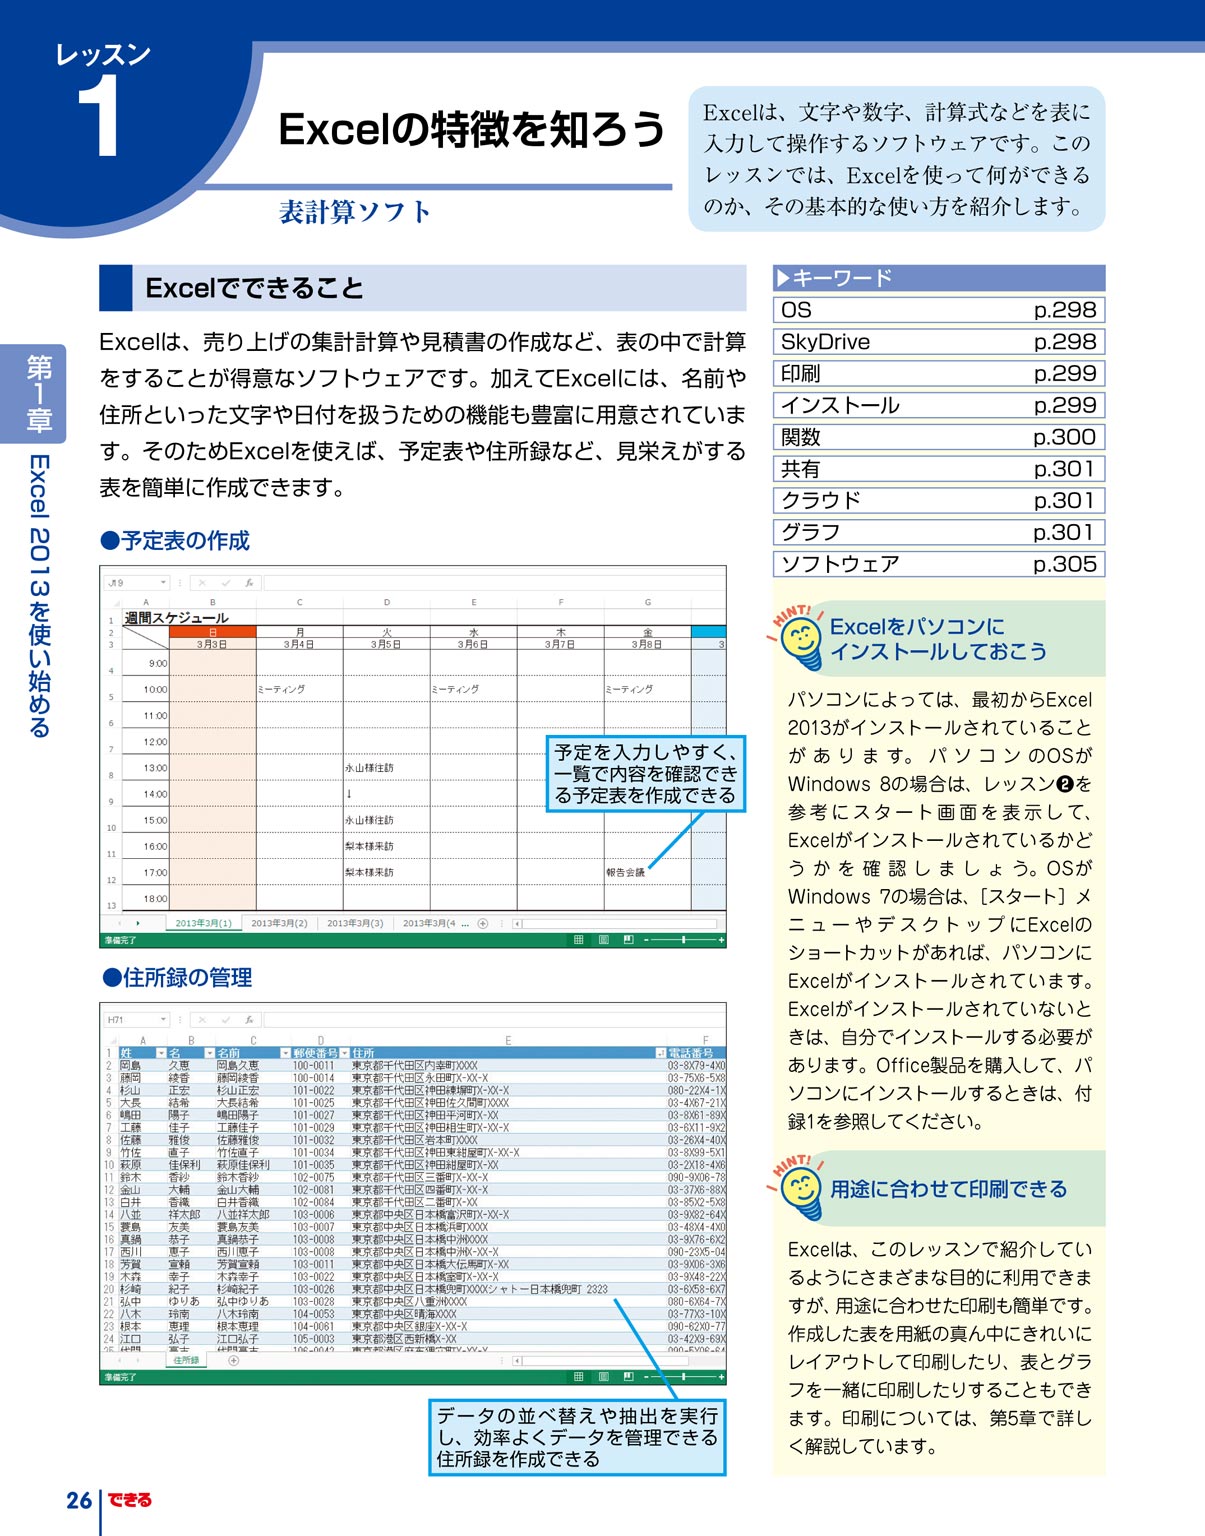 レッスン
1
Excelの特徴を知ろう
表計算ソフト
Excelは、文字や数字、計算式などを表に
入力して操作するソフトウェアです。この
レッスンでは、Excelを使って何ができる
のか、その基本的な使い方を紹介します。
第1章
Excel 2013を使い始める
Excelでできること
Excelは、売り上げの集計計算や見積書の作成など、表の中で計算
をすることが得意なソフトウェアです。加えてExcelには、名前や
住所といった文字や日付を扱うための機能も豊富に用意されていま
す。そのためExcelを使えば、予定表や住所録など、見栄えがする
表を簡単に作成できます。
●予定表の作成
J19
A B C D E F G
1 週間スケジュール
2 日 月 火 水 木 金
3 3月3日 3月4日 3月5日 3月6日 3月7日 3月8日 3
4 9:00
5 10:00 ミーティング ミーティング ミーティング
6 11:00
7 12:00
8 13:00 永山様往訪
9 14:00 ↓
10 15:00 永山様往訪
11 16:00 梨本様来訪
12 17:00 梨本様来訪 報告会議
13 18:00
予定を入力しやすく、
一覧で内容を確認でき
る予定表を作成できる
2013年3月(1) 2013年3月(2) 2013年3月(3) 2013年3月(4 ...
準備完了
●住所録の管理
H71
A B C D E F
1 姓 名 名前 郵便番号 住所 電話番号
2 岡島 久恵 岡島久恵 100-0011 東京都千代田区内幸町XXXX 03-8X79-4X0
3 藤岡 綾香 藤岡綾香 100-0014 東京都千代田区永田町X-XX-X 03-75X6-5X8
4 杉山 正宏 杉山正宏 101-0022 東京都千代田区神田練塀町X-XX-X 080-22X4-1X
5 大長 結希 大長結希 101-0025 東京都千代田区神田佐久間町XXXX 03-4X67-21X
6 嶋田 陽子 嶋田陽子 101-0027 東京都千代田区神田平河町X-XX 03-8X61-89X
7 工藤 佳子 工藤佳子 101-0029 東京都千代田区神田相生町X-XX-X 03-6X11-9X2
8 佐藤 雅俊 佐藤雅俊 101-0032 東京都千代田区岩本町XXXX 03-26X4-40X
9 竹佐 直子 竹佐直子 101-0034 東京都千代田区神田東紺屋町X-XX-X 03-8X99-5X1
10 萩原 佳保利 萩原佳保利 101-0035 東京都千代田区神田紺屋町X-XX 03-2X18-4X6
11 鈴木 香紗 鈴木香紗 102-0075 東京都千代田区三番町X-XX-X 090-9X06-78
12 金山 大輔 金山大輔 102-0081 東京都千代田区四番町X-XX-X 03-37X6-88X
13 白井 香織 白井香織 102-0084 東京都千代田区二番町X-XX 03-85X2-5X8
14 八並 祥太郎 八並祥太郎 103-0006 東京都中央区日本橋富沢町X-XX-X 03-9X82-64X
15 蓑島 友美 蓑島友美 103-0007 東京都中央区日本橋浜町XXXX 03-48X4-4X0
16 真鍋 恭子 真鍋恭子 103-0008 東京都中央区日本橋中洲XXXX 03-9X76-6X2
17 西川 恵子 西川恵子 103-0008 東京都中央区日本橋中洲X-XX-X 090-23X5-04
18 芳賀 宣頼 芳賀宣頼 103-0011 東京都中央区日本橋大伝馬町X-XX 03-9X06-3X6
19 木森 幸子 木森幸子 103-0022 東京都中央区日本橋室町X-XX-X 03-9X48-22X
20 杉崎 紀子 杉崎紀子 103-0026 東京都中央区日本橋兜町XXXXシャトー日本橋兜町 2323 03-6X58-6X7
21 弘中 ゆりあ 弘中ゆりあ 103-0028 東京都中央区八重洲XXXX 080-6X64-7X
22 八木 玲南 八木玲南 104-0053 東京都中央区晴海XXXX 03-77X3-10X
23 根本 恵理 根本恵理 104-0061 東京都中央区銀座X-XX-X 090-62X0-77
24 江口 弘子 江口弘子 105-0003 東京都港区西新橋X-XX 03-42X9-69X
住所録
準備完了
データの並べ替えや抽出を実行
し、効率よくデータを管理できる
住所録を作成できる
▶キーワード
OS p.298
SkyDrive p.298
印刷 p.299
インストール p.299
関数 p.300
共有 p.301
クラウド p.301
グラフ p.301
ソフトウェア p.305
HINT!
Excelをパソコンに
インストールしておこう
パソコンによっては、最初からExcel
2013がインストールされていること
があります。パソコンのOSが
Windows 8の場合は、レッスン❷を
参考にスタート画面を表示して、
Excelがインストールされているかど
うかを確認しましょう。OSが
Windows 7の場合は、［スタート］メ
ニューやデスクトップにExcelの
ショートカットがあれば、パソコンに
Excelがインストールされています。
Excelがインストールされていないと
きは、自分でインストールする必要が
あります。Office製品を購入して、パ
ソコンにインストールするときは、付
録1を参照してください。
HINT!
用途に合わせて印刷できる
Excelは、このレッスンで紹介してい
るようにさまざまな目的に利用できま
すが、用途に合わせた印刷も簡単です。
作成した表を用紙の真ん中にきれいに
レイアウトして印刷したり、表とグラ
フを一緒に印刷したりすることもでき
ます。印刷については、第5章で詳し
く解説しています。
26 できる